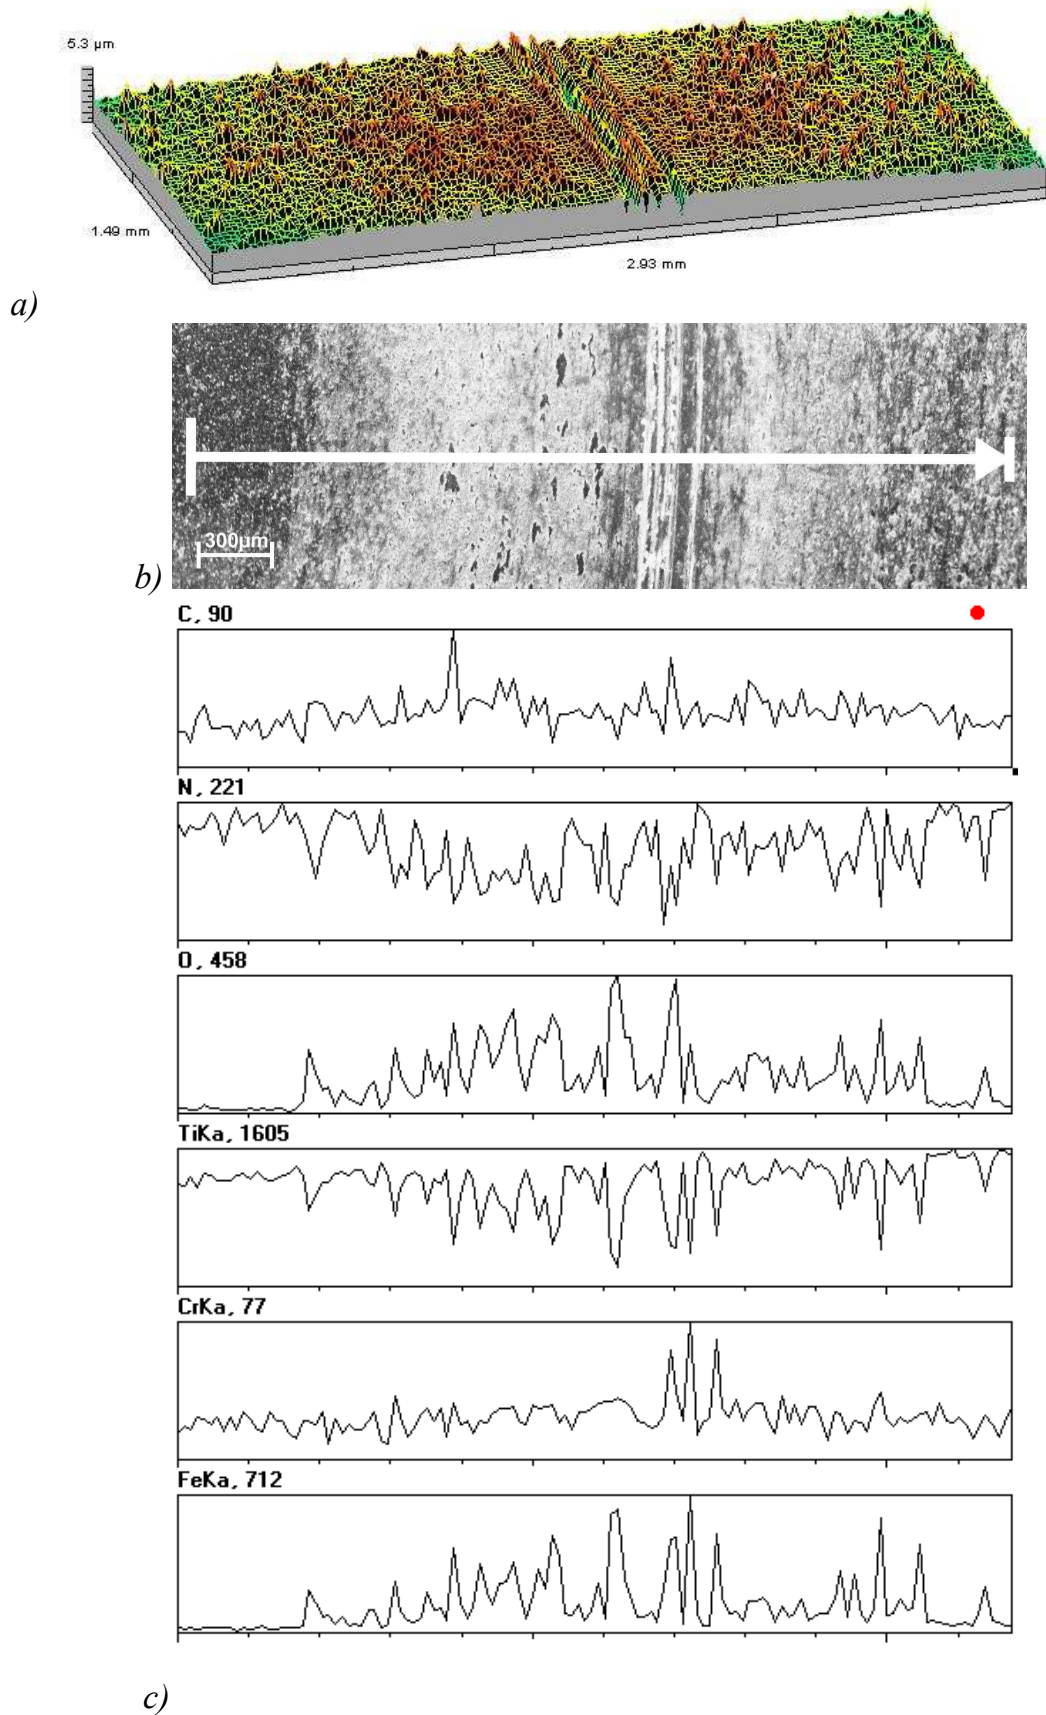 5.3 µm
1.49 mm
2.93 mm
a)
300µm
b)
C, 90
N, 221
O, 458
TiKa, 1605
CrKa, 77
FeKa, 712
c)